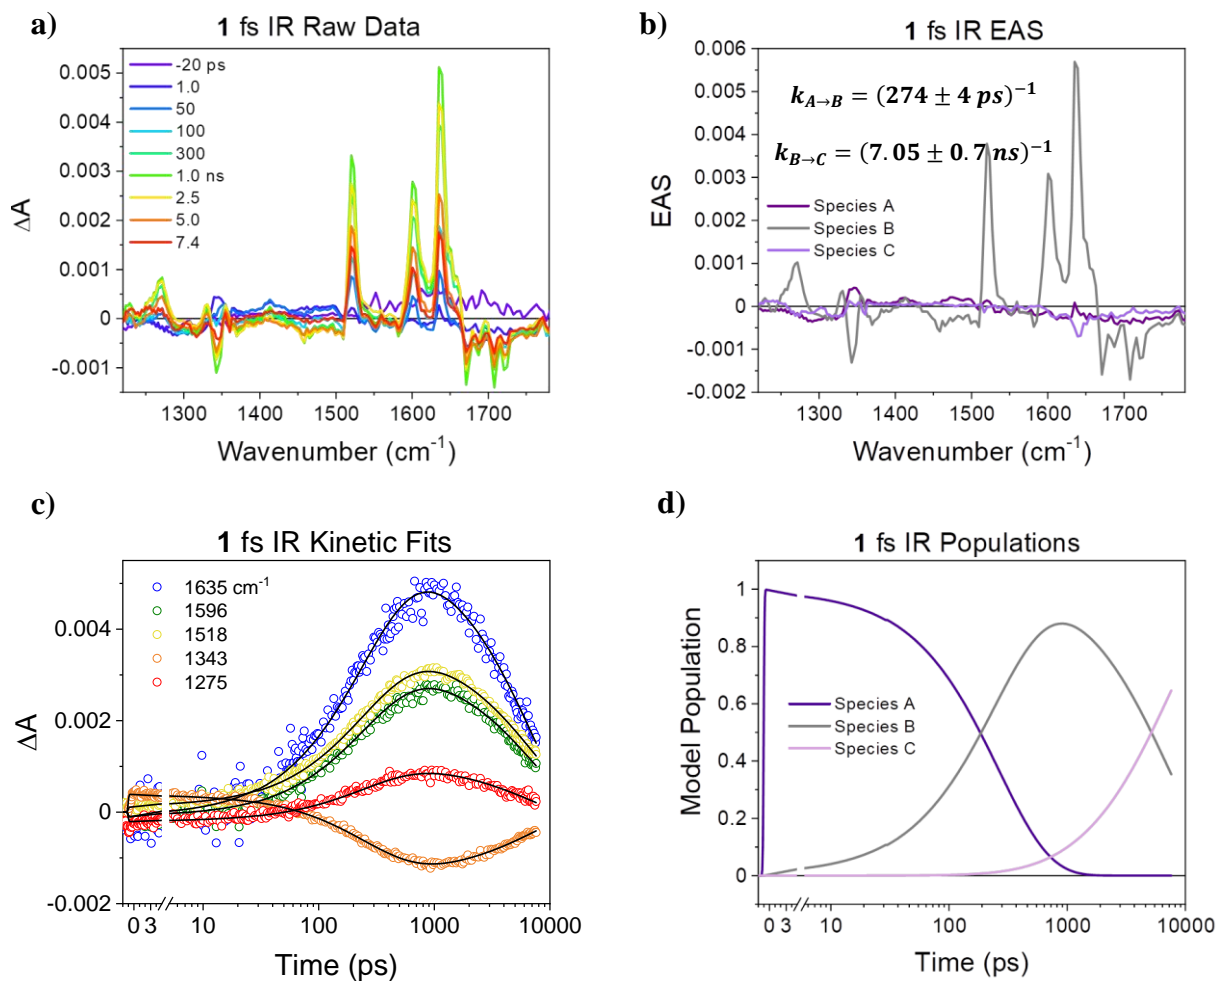 a)
1 fs IR Raw Data
ΔA
0.005
0.004
0.003
0.002
0.001
0
-0.001
-20 ps
1.0
50
100
300
1.0 ns
2.5
5.0
7.4
1300 1400 1500 1600 1700
Wavenumber (cm⁻¹)
b)
1 fs IR EAS
EAS
0.006
0.005
0.004
0.003
0.002
0.001
0
-0.001
-0.002
k_{A→B} = (274 ± 4 ps)⁻¹
k_{B→C} = (7.05 ± 0.7 ns)⁻¹
Species A
Species B
Species C
1300 1400 1500 1600 1700
Wavenumber (cm⁻¹)
c)
1 fs IR Kinetic Fits
ΔA
0.004
0.002
0
-0.002
1635 cm⁻¹
1596
1518
1343
1275
0 3 10 100 1000 10000
Time (ps)
d)
1 fs IR Populations
Model Population
1
0.8
0.6
0.4
0.2
0
Species A
Species B
Species C
0 3 10 100 1000 10000
Time (ps)